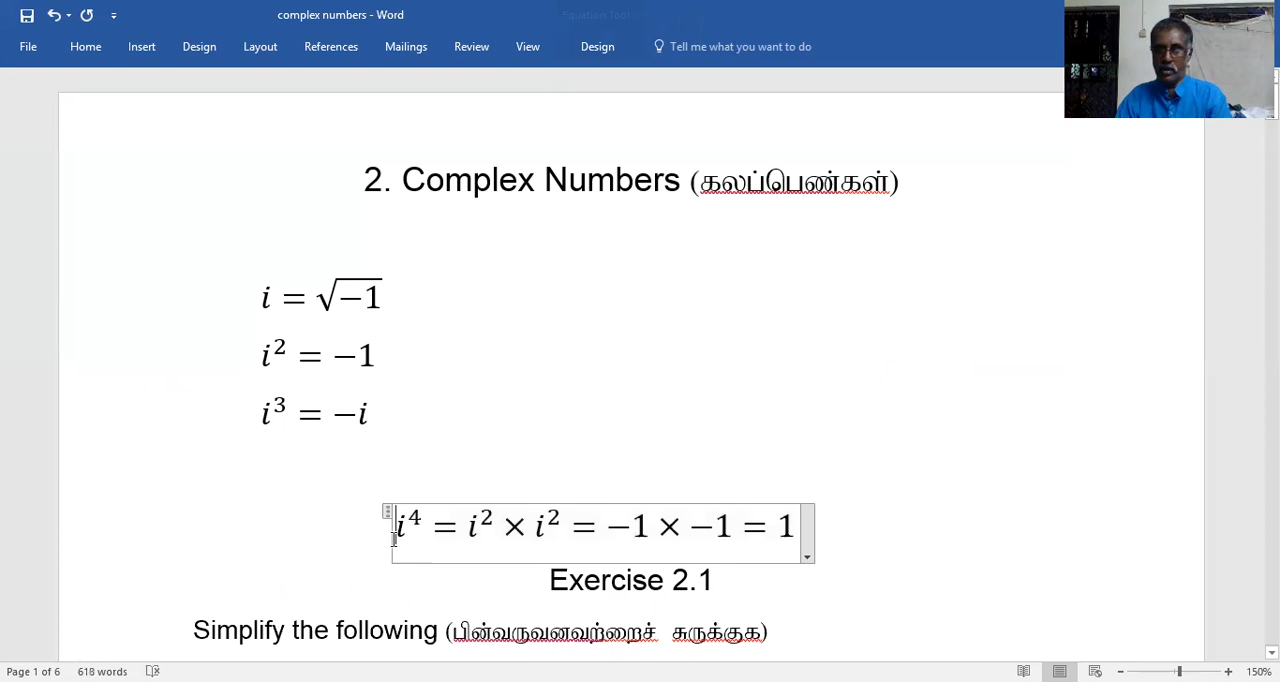 complex numbers - Word
Equation Tools
File Home Insert Design Layout References Mailings Review View Design Tell me what you want to do
2. Complex Numbers (கலப்பெண்கள்)
i = √−1
i² = −1
i³ = −i
i⁴ = i² × i² = −1 × −1 = 1
Exercise 2.1
Simplify the following (பின்வருவனவற்றைச் சுருக்குக)
Page 1 of 6 618 words 150%